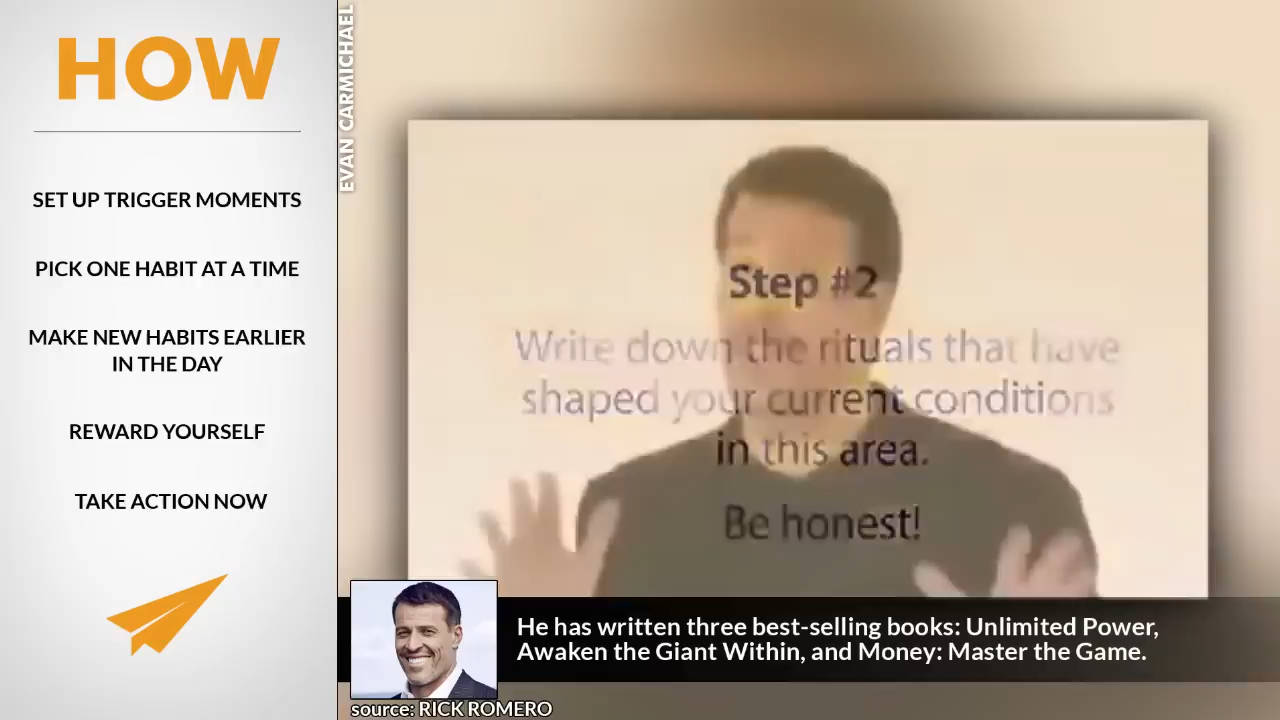 HOW
SET UP TRIGGER MOMENTS
PICK ONE HABIT AT A TIME
MAKE NEW HABITS EARLIER
IN THE DAY
REWARD YOURSELF
TAKE ACTION NOW
EVAN CARMICHAEL
Step #2
Write down the rituals that have
shaped your current conditions
in this area.
Be honest!
He has written three best-selling books: Unlimited Power,
Awaken the Giant Within, and Money: Master the Game.
source: RICK ROMERO